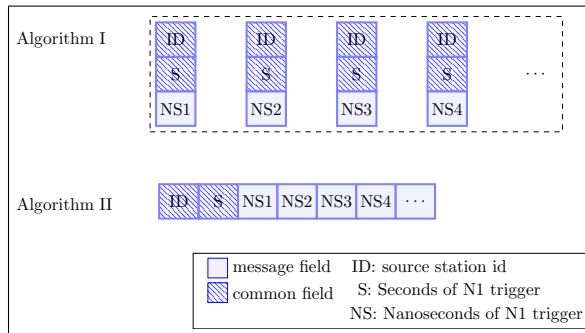 Algorithm I
ID ID ID ID
S S S S ...
NS1 NS2 NS3 NS4
Algorithm II
ID S NS1 NS2 NS3 NS4 ...
message field ID: source station id
common field S: Seconds of N1 trigger
NS: Nanoseconds of N1 trigger